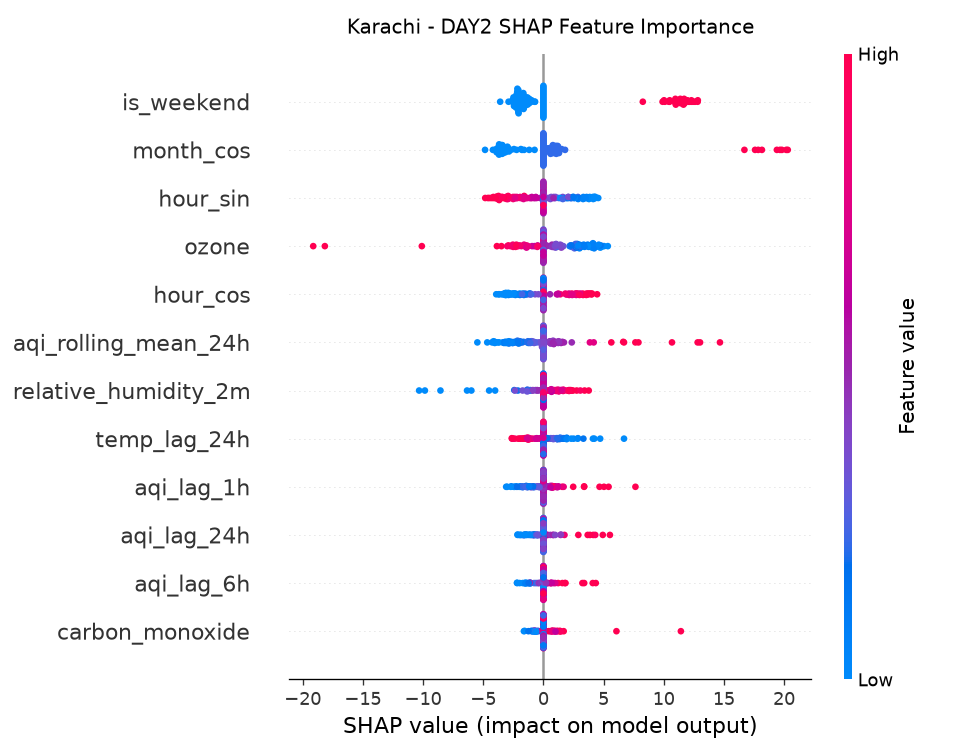 Karachi - DAY2 SHAP Feature Importance
High
is_weekend
month_cos
hour_sin
ozone
hour_cos
aqi_rolling_mean_24h
relative_humidity_2m
temp_lag_24h
aqi_lag_1h
aqi_lag_24h
aqi_lag_6h
carbon_monoxide
Feature value
Low
−20 −15 −10 −5 0 5 10 15 20
SHAP value (impact on model output)